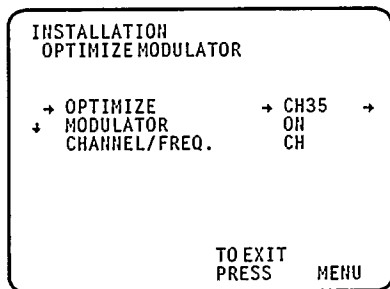 INSTALLATION
OPTIMIZE MODULATOR
→ OPTIMIZE → CH35 →
↓ MODULATOR ON
CHANNEL/FREQ. CH
TO EXIT
PRESS MENU